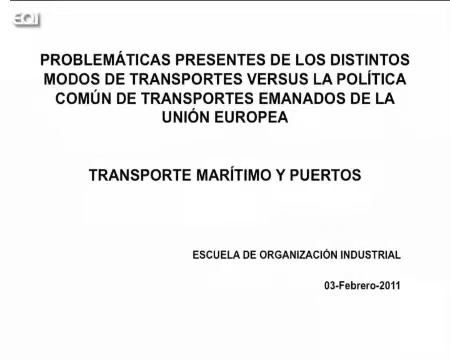 EOI
PROBLEMÁTICAS PRESENTES DE LOS DISTINTOS
MODOS DE TRANSPORTES VERSUS LA POLÍTICA
COMÚN DE TRANSPORTES EMANADOS DE LA
UNIÓN EUROPEA
TRANSPORTE MARÍTIMO Y PUERTOS
ESCUELA DE ORGANIZACIÓN INDUSTRIAL
03-Febrero-2011